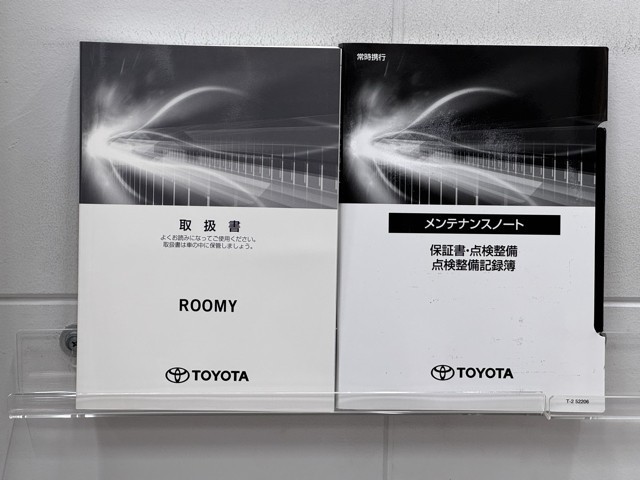 取扱書
よくお読みになってご使用ください。
取扱書は車の中に保管しましょう。
ROOMY
TOYOTA
常時携行
メンテナンスノート
保証書・点検整備
点検整備記録簿
TOYOTA
T-2 52206